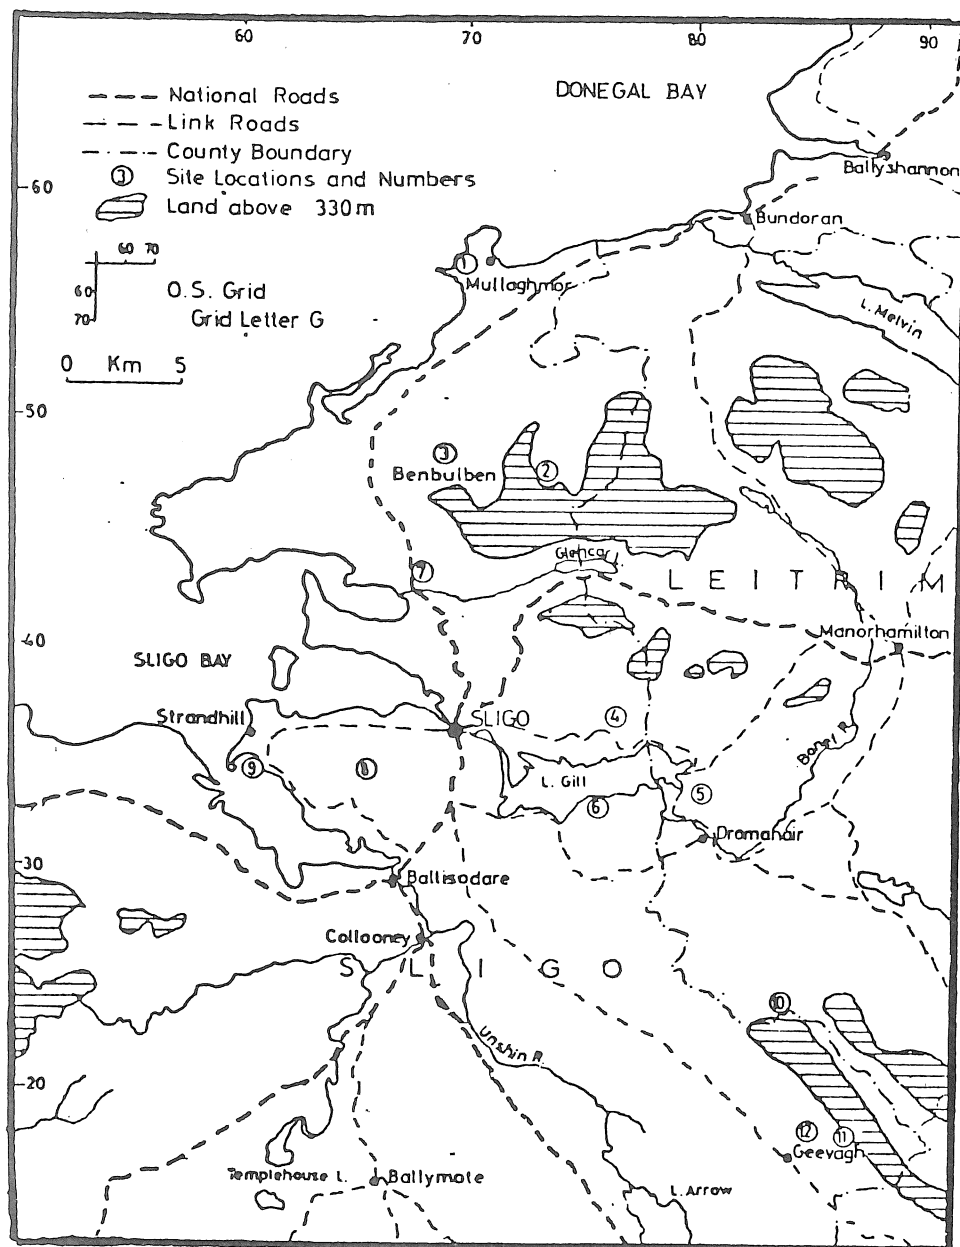 60 70 80 90
DONEGAL BAY
National Roads
Link Roads
County Boundary
3 Site Locations and Numbers
Land above 330m
60 70
60
70
O.S. Grid
Grid Letter G
0 Km 5
Ballyshannon
60
Bundoran
1
Mullaghmor
L. Melvin
50
3
Benbulben
2
Glencar
7
LEITRIM
40
Manorhamilton
SLIGO BAY
Strandhill
SLIGO
4
Bonet R.
9
8
L. Gill
5
6
Dromahair
30
Ballisodare
Collooney
SLIGO
10
Unshin R.
20
12
11
Geevagh
Templehouse L.
Ballymote
L. Arrow